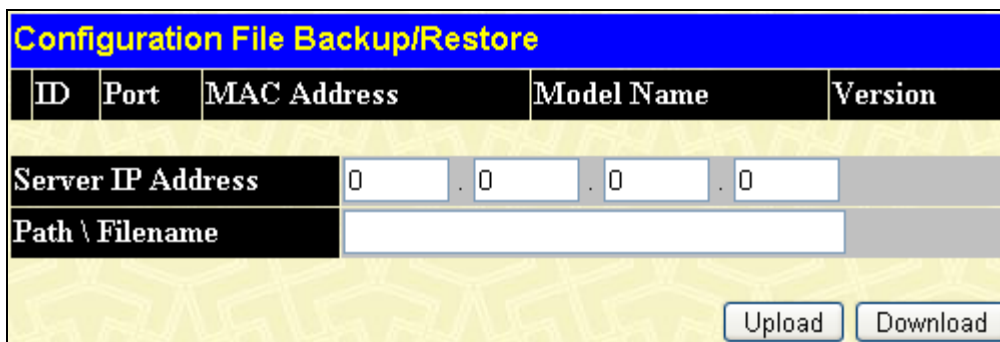 Configuration File Backup/Restore
ID Port MAC Address Model Name Version
Server IP Address 0 . 0 . 0 . 0
Path \ Filename
Upload Download